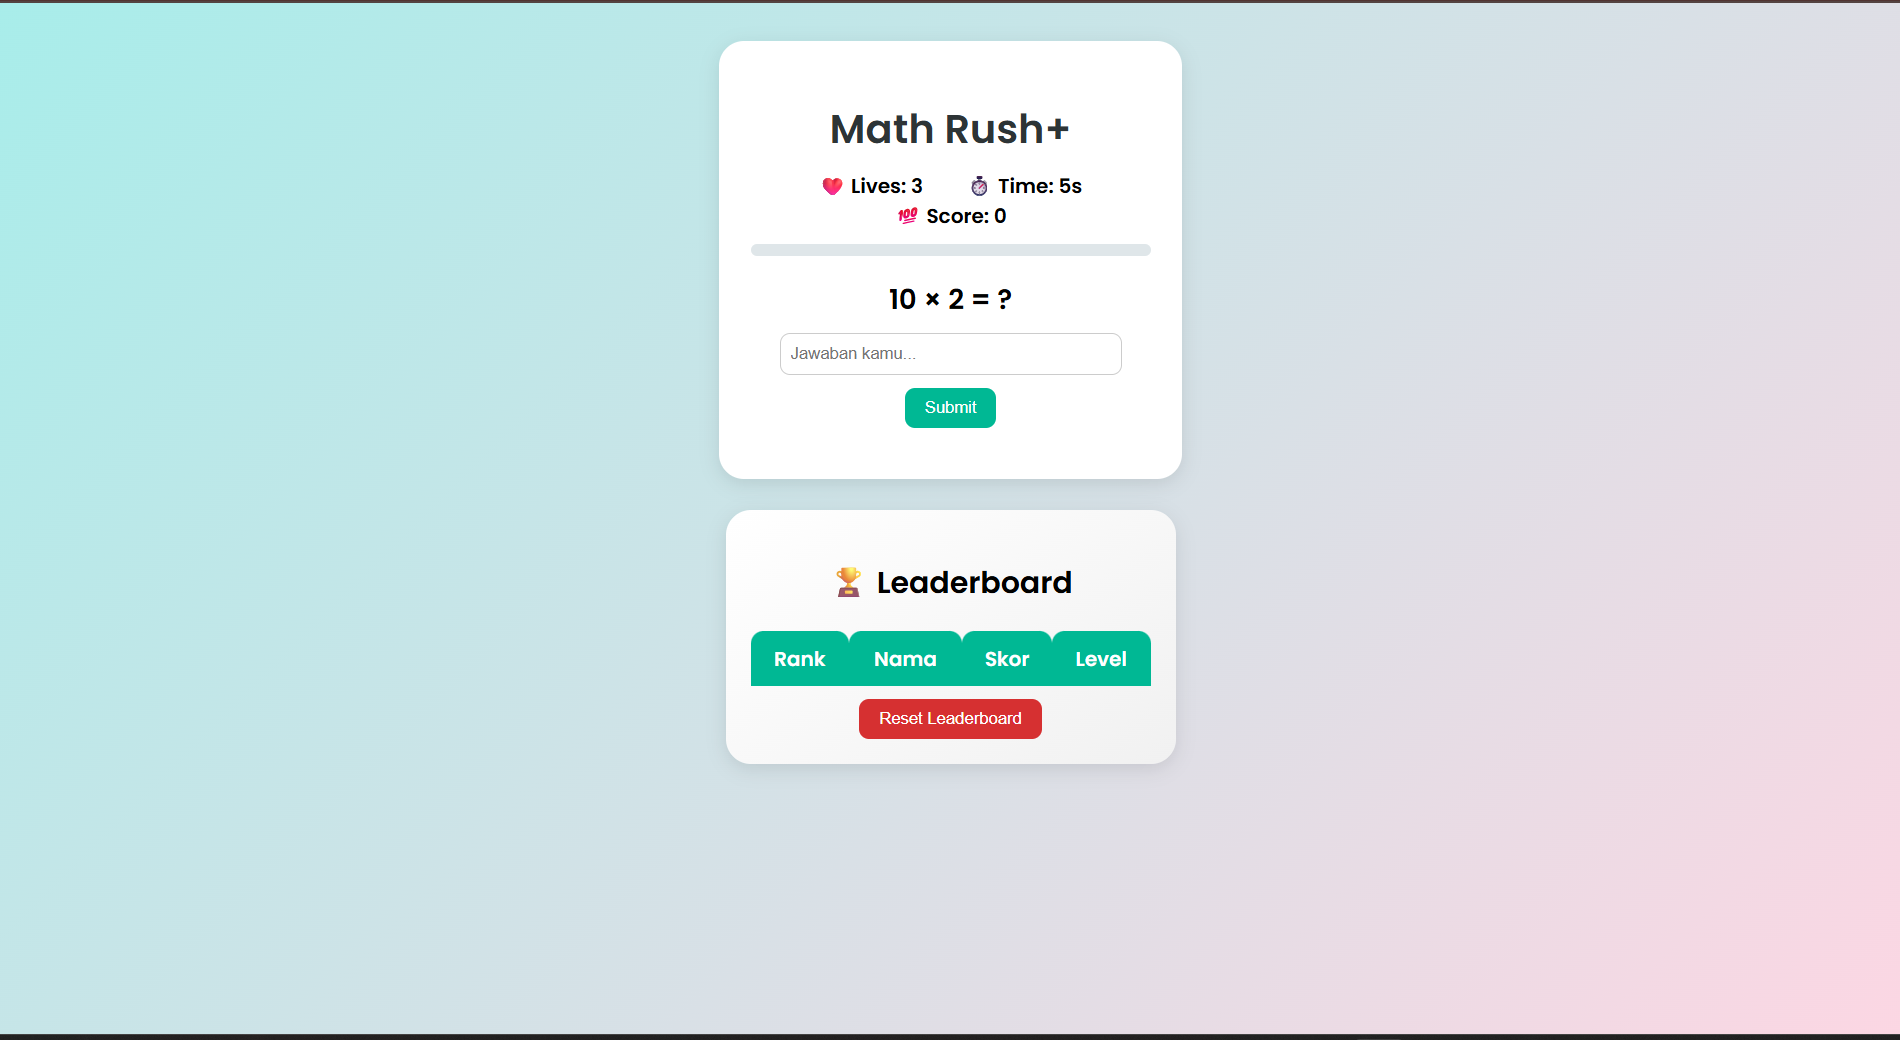 Math Rush+
❤️ Lives: 3 ⏱️ Time: 5s
💯 Score: 0
10 × 2 = ?
Jawaban kamu...
Submit
🏆 Leaderboard
Rank Nama Skor Level
Reset Leaderboard